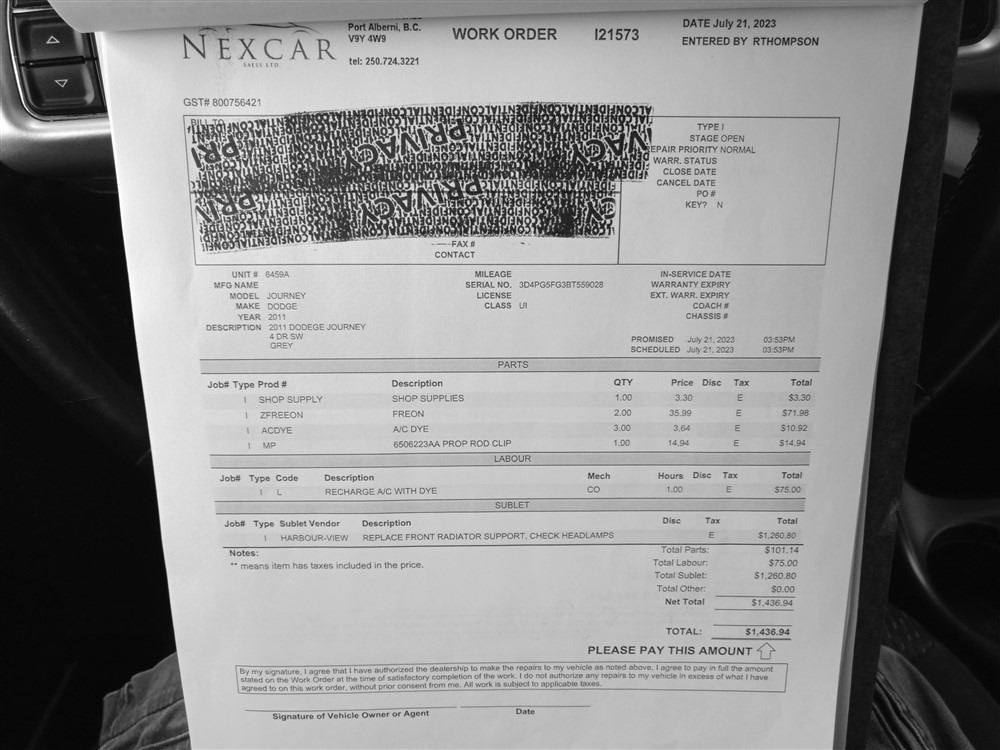 NEXCAR
SALES LTD.
Port Alberni, B.C.
V9Y 4W9
tel: 250.724.3221
WORK ORDER I21573
DATE July 21, 2023
ENTERED BY RTHOMPSON
GST# 800756421
BILL TO
PRIVACY
PRIVACY
FAX #
CONTACT
TYPE I
STAGE OPEN
REPAIR PRIORITY NORMAL
WARR. STATUS
CLOSE DATE
CANCEL DATE
PO #
KEY? N
UNIT # 6459A
MFG NAME
MODEL JOURNEY
MAKE DODGE
YEAR 2011
DESCRIPTION 2011 DODEGE JOURNEY
4 DR SW
GREY
MILEAGE
SERIAL NO. 3D4PG5FG3BT559028
LICENSE
CLASS UI
IN-SERVICE DATE
WARRANTY EXPIRY
EXT. WARR. EXPIRY
COACH #
CHASSIS #
PROMISED July 21, 2023 03:53PM
SCHEDULED July 21, 2023 03:53PM
PARTS
Job# Type Prod # Description QTY Price Disc Tax Total
I SHOP SUPPLY SHOP SUPPLIES 1.00 3.30 E $3.30
I ZFREEON FREON 2.00 35.99 E $71.98
I ACDYE A/C DYE 3.00 3.64 E $10.92
I MP 6506223AA PROP ROD CLIP 1.00 14.94 E $14.94
LABOUR
Job# Type Code Description Mech Hours Disc Tax Total
I L RECHARGE A/C WITH DYE CO 1.00 E $75.00
SUBLET
Job# Type Sublet Vendor Description Disc Tax Total
I HARBOUR-VIEW REPLACE FRONT RADIATOR SUPPORT, CHECK HEADLAMPS E $1,260.80
Notes:
** means item has taxes included in the price.
Total Parts: $101.14
Total Labour: $75.00
Total Sublet: $1,260.80
Total Other: $0.00
Net Total $1,436.94
TOTAL: $1,436.94
PLEASE PAY THIS AMOUNT
By my signature, I agree that I have authorized the dealership to make the repairs to my vehicle as noted above. I agree to pay in full the amount
stated on the Work Order at the time of satisfactory completion of the work. I do not authorize any repairs to my vehicle in excess of what I have
agreed to on this work order, without prior consent from me. All work is subject to applicable taxes.
Signature of Vehicle Owner or Agent Date